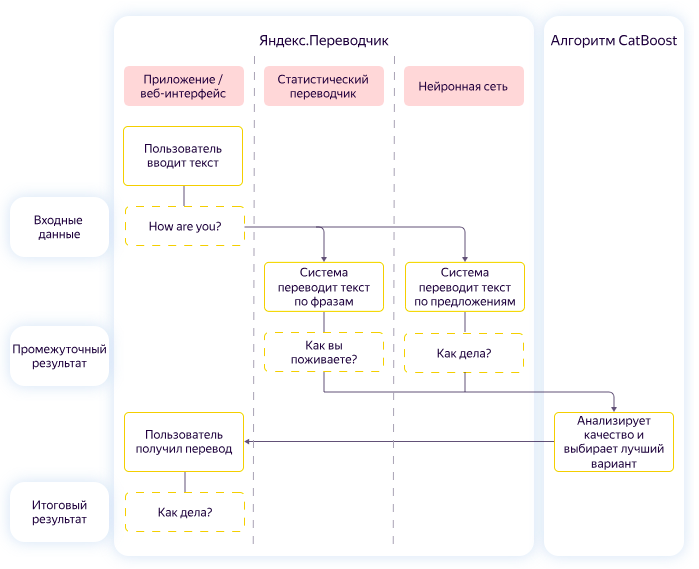 Яндекс.Переводчик
Алгоритм CatBoost
Приложение /
веб-интерфейс
Статистический
переводчик
Нейронная сеть
Пользователь
вводит текст
Входные
данные
How are you?
Система
переводит текст
по фразам
Система
переводит текст
по предложениям
Промежуточный
результат
Как вы
поживаете?
Как дела?
Пользователь
получил перевод
Анализирует
качество и
выбирает лучший
вариант
Итоговый
результат
Как дела?